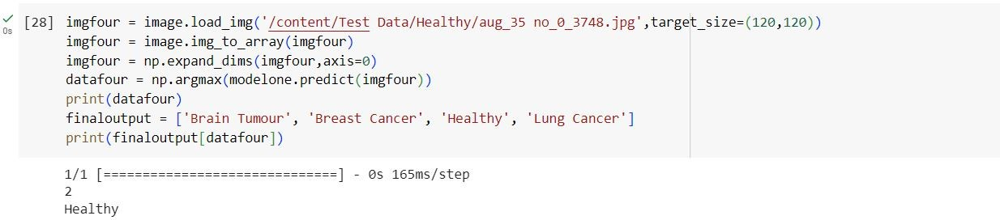 [28] imgfour = image.load_img('/content/Test Data/Healthy/aug_35 no_0_3748.jpg',target_size=(120,120))
imgfour = image.img_to_array(imgfour)
0s
imgfour = np.expand_dims(imgfour,axis=0)
datafour = np.argmax(modelone.predict(imgfour))
print(datafour)
finaloutput = ['Brain Tumour', 'Breast Cancer', 'Healthy', 'Lung Cancer']
print(finaloutput[datafour])
1/1 [==============================] - 0s 165ms/step
2
Healthy